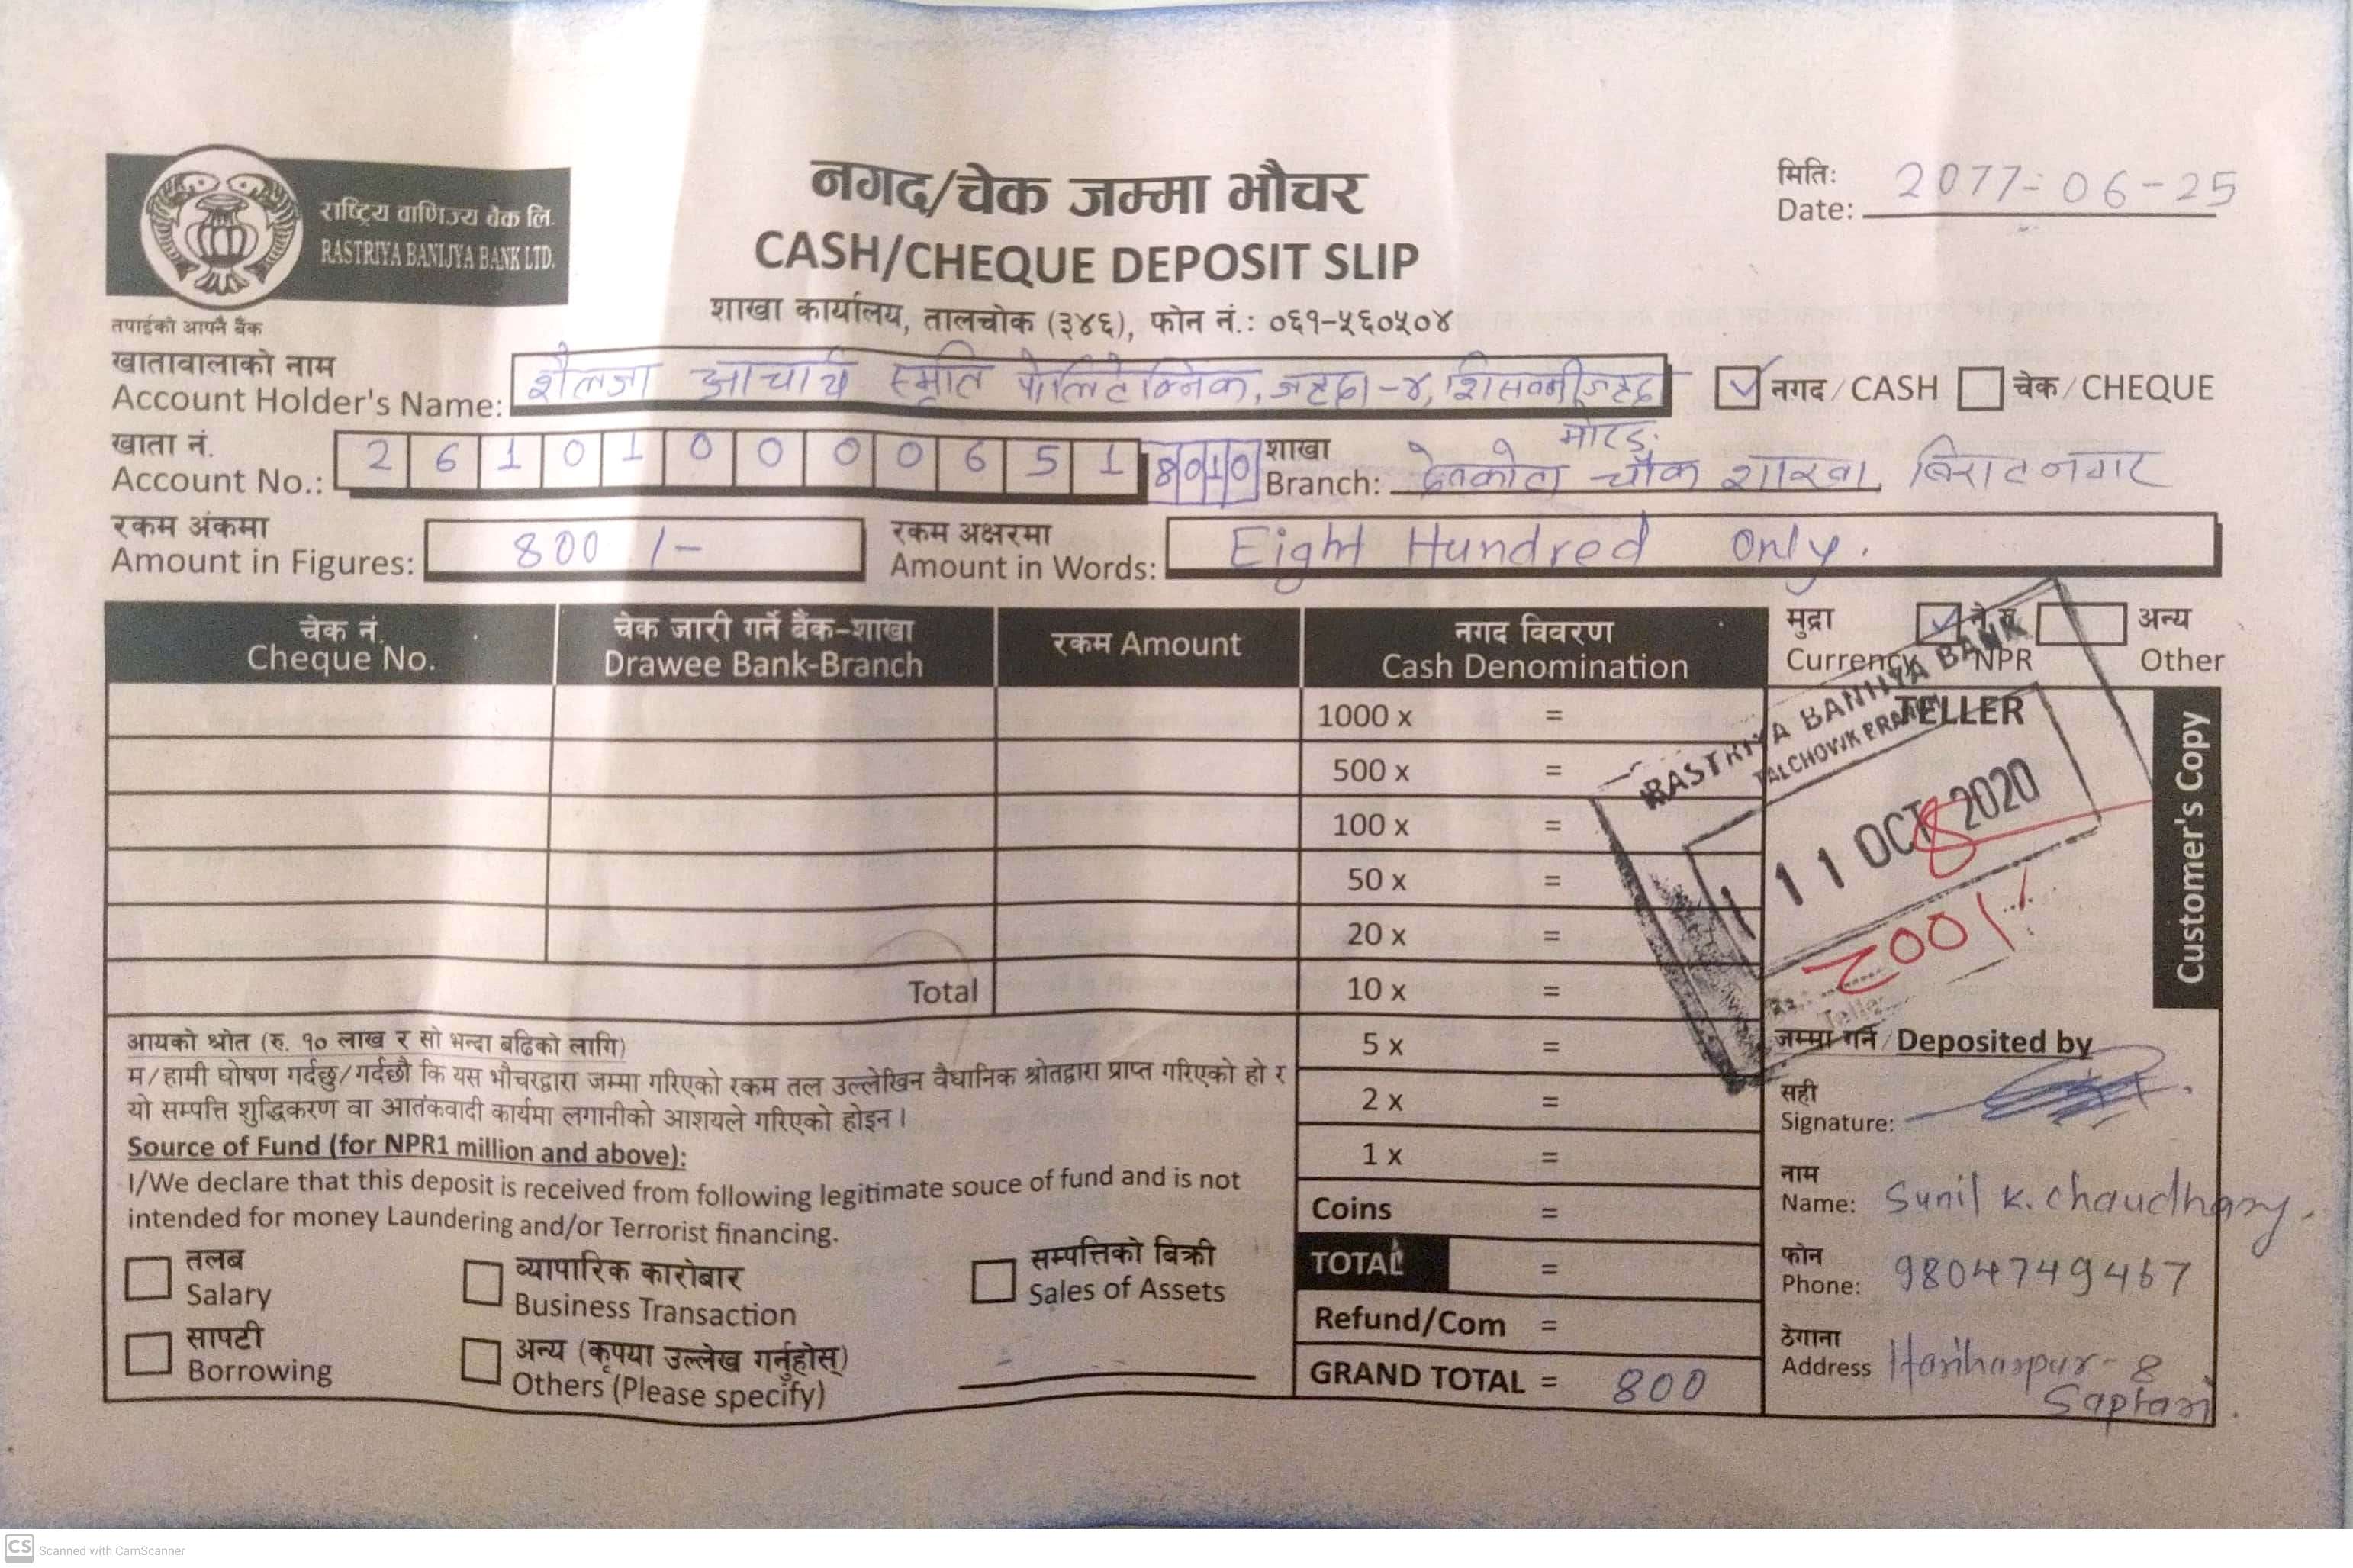 राष्ट्रिय वाणिज्य बैंक लि.
RASTRIYA BANIJYA BANK LTD.
तपाईको आफ्नै बैंक
नगद/चेक जम्मा भौचर
CASH/CHEQUE DEPOSIT SLIP
शाखा कार्यालय, तालचोक (३४६), फोन नं.: ०६१-५६०५०४
मिति:
Date: 2077-06-25
खातावालाको नाम
Account Holder's Name: शैलजा आचार्य स्मृति पोलिटेक्निक, जहदा-४, सिसवनी जहदा
मोरङ
नगद/CASH चेक/CHEQUE
खाता नं.
Account No.: 2 6 1 0 1 0 0 0 0 6 5 1
शाखा
Branch: देवकोटा चौक शाखा, बिराटनगर
रकम अंकमा
Amount in Figures: 800 /-
रकम अक्षरमा
Amount in Words: Eight Hundred Only.
चेक नं.
Cheque No.
चेक जारी गर्ने बैंक-शाखा
Drawee Bank-Branch
रकम Amount
नगद विवरण
Cash Denomination
मुद्रा ने.रु. अन्य
Currency NPR Other
1000 x =
500 x =
100 x =
50 x =
20 x =
10 x =
5 x =
2 x =
1 x =
Coins =
TOTAL =
Refund/Com =
GRAND TOTAL = 800
Total
TELLER
RASTRIYA BANIJYA BANK
TALCHOWK BRANCH
11 OCT 2020
Teller
Customer's Copy
आयको श्रोत (रु. १० लाख र सो भन्दा बढिको लागि)
म/हामी घोषण गर्दछु/गर्दछौ कि यस भौचरद्वारा जम्मा गरिएको रकम तल उल्लेखित वैधानिक श्रोतद्वारा प्राप्त गरिएको हो र
यो सम्पत्ति शुद्धिकरण वा आतंकवादी कार्यमा लगानीको आशयले गरिएको होइन ।
Source of Fund (for NPR1 million and above):
I/We declare that this deposit is received from following legitimate souce of fund and is not
intended for money Laundering and/or Terrorist financing.
तलब
Salary
व्यापारिक कारोबार
Business Transaction
सम्पत्तिको बिक्री
Sales of Assets
सापटी
Borrowing
अन्य (कृपया उल्लेख गर्नुहोस्)
Others (Please specify)
जम्मा गर्ने/Deposited by
सही
Signature:
नाम
Name: Sunil K. Chaudhary.
फोन
Phone: 9804749467
ठेगाना
Address Hariharpur-8
Saptari.
CS Scanned with CamScanner